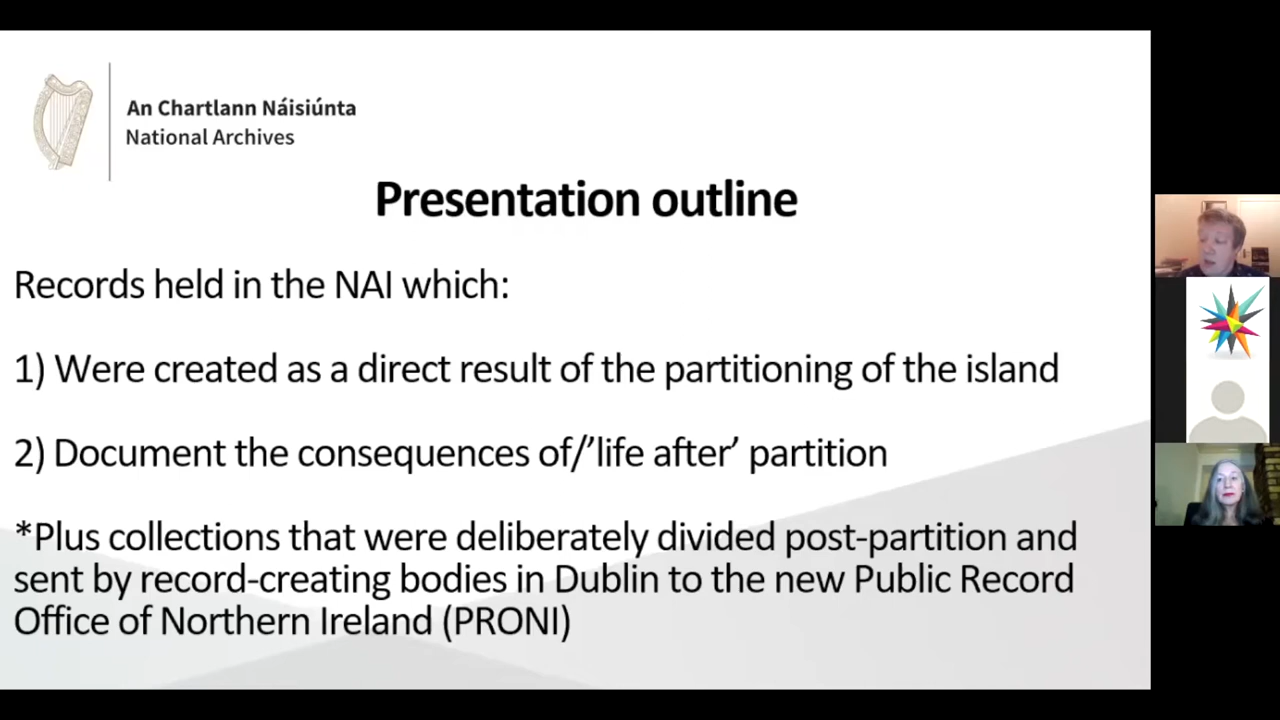 An Chartlann Náisiúnta
National Archives
Presentation outline
Records held in the NAI which:
1) Were created as a direct result of the partitioning of the island
2) Document the consequences of/’life after’ partition
*Plus collections that were deliberately divided post-partition and
sent by record-creating bodies in Dublin to the new Public Record
Office of Northern Ireland (PRONI)